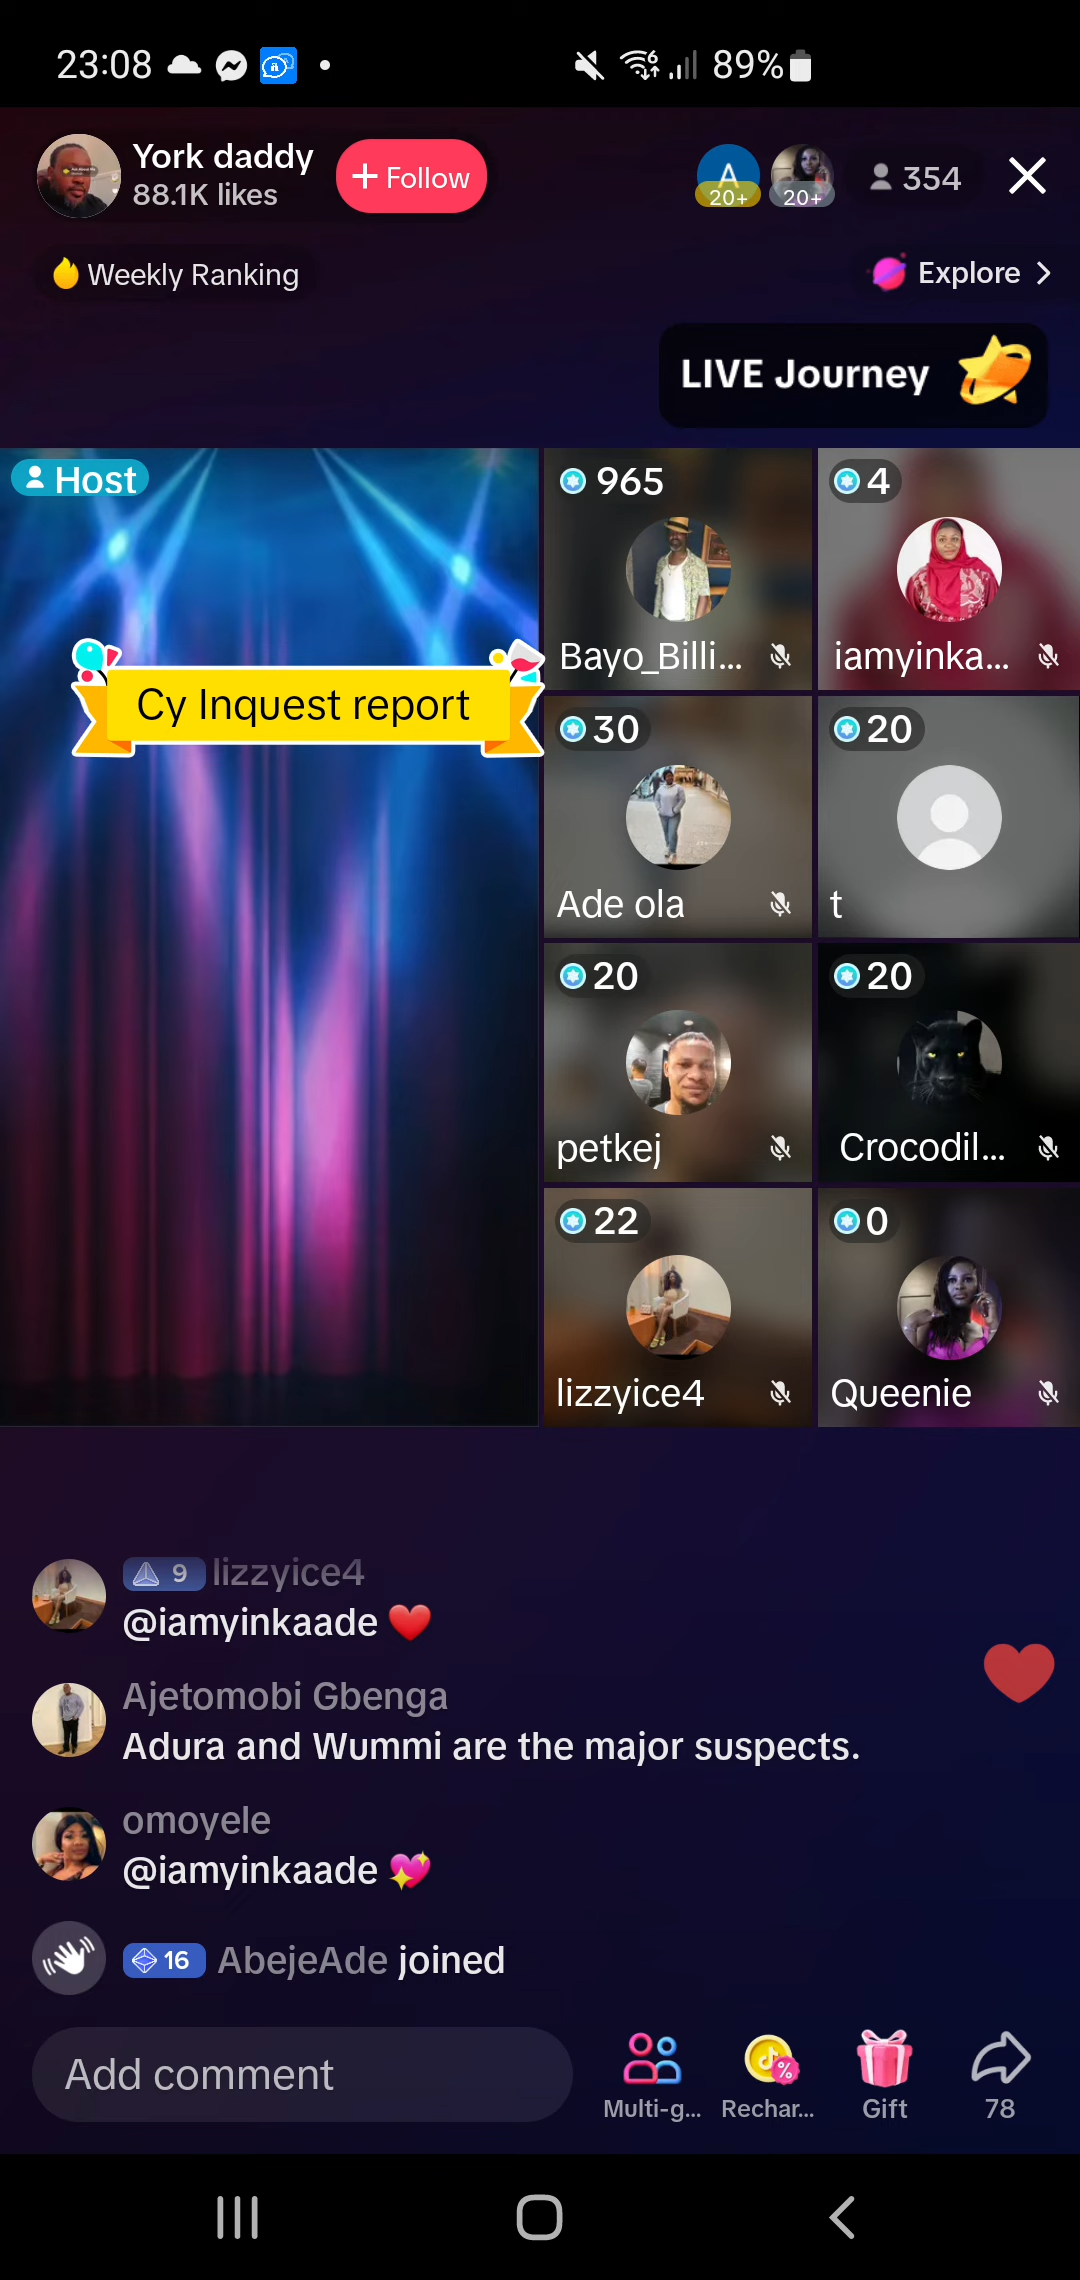 23:08
89%
York daddy
88.1K likes
+ Follow
A
20+
20+
354
Weekly Ranking
Explore
LIVE Journey
Host
Cy Inquest report
965
Bayo_Billi...
4
iamyinka...
30
Ade ola
20
t
20
petkej
20
Crocodil...
22
lizzyice4
0
Queenie
9 lizzyice4
@iamyinkaade ❤️
Ajetomobi Gbenga
Adura and Wummi are the major suspects.
omoyele
@iamyinkaade 💖
16 AbejeAde joined
Add comment
Multi-g...
Rechar...
Gift
78